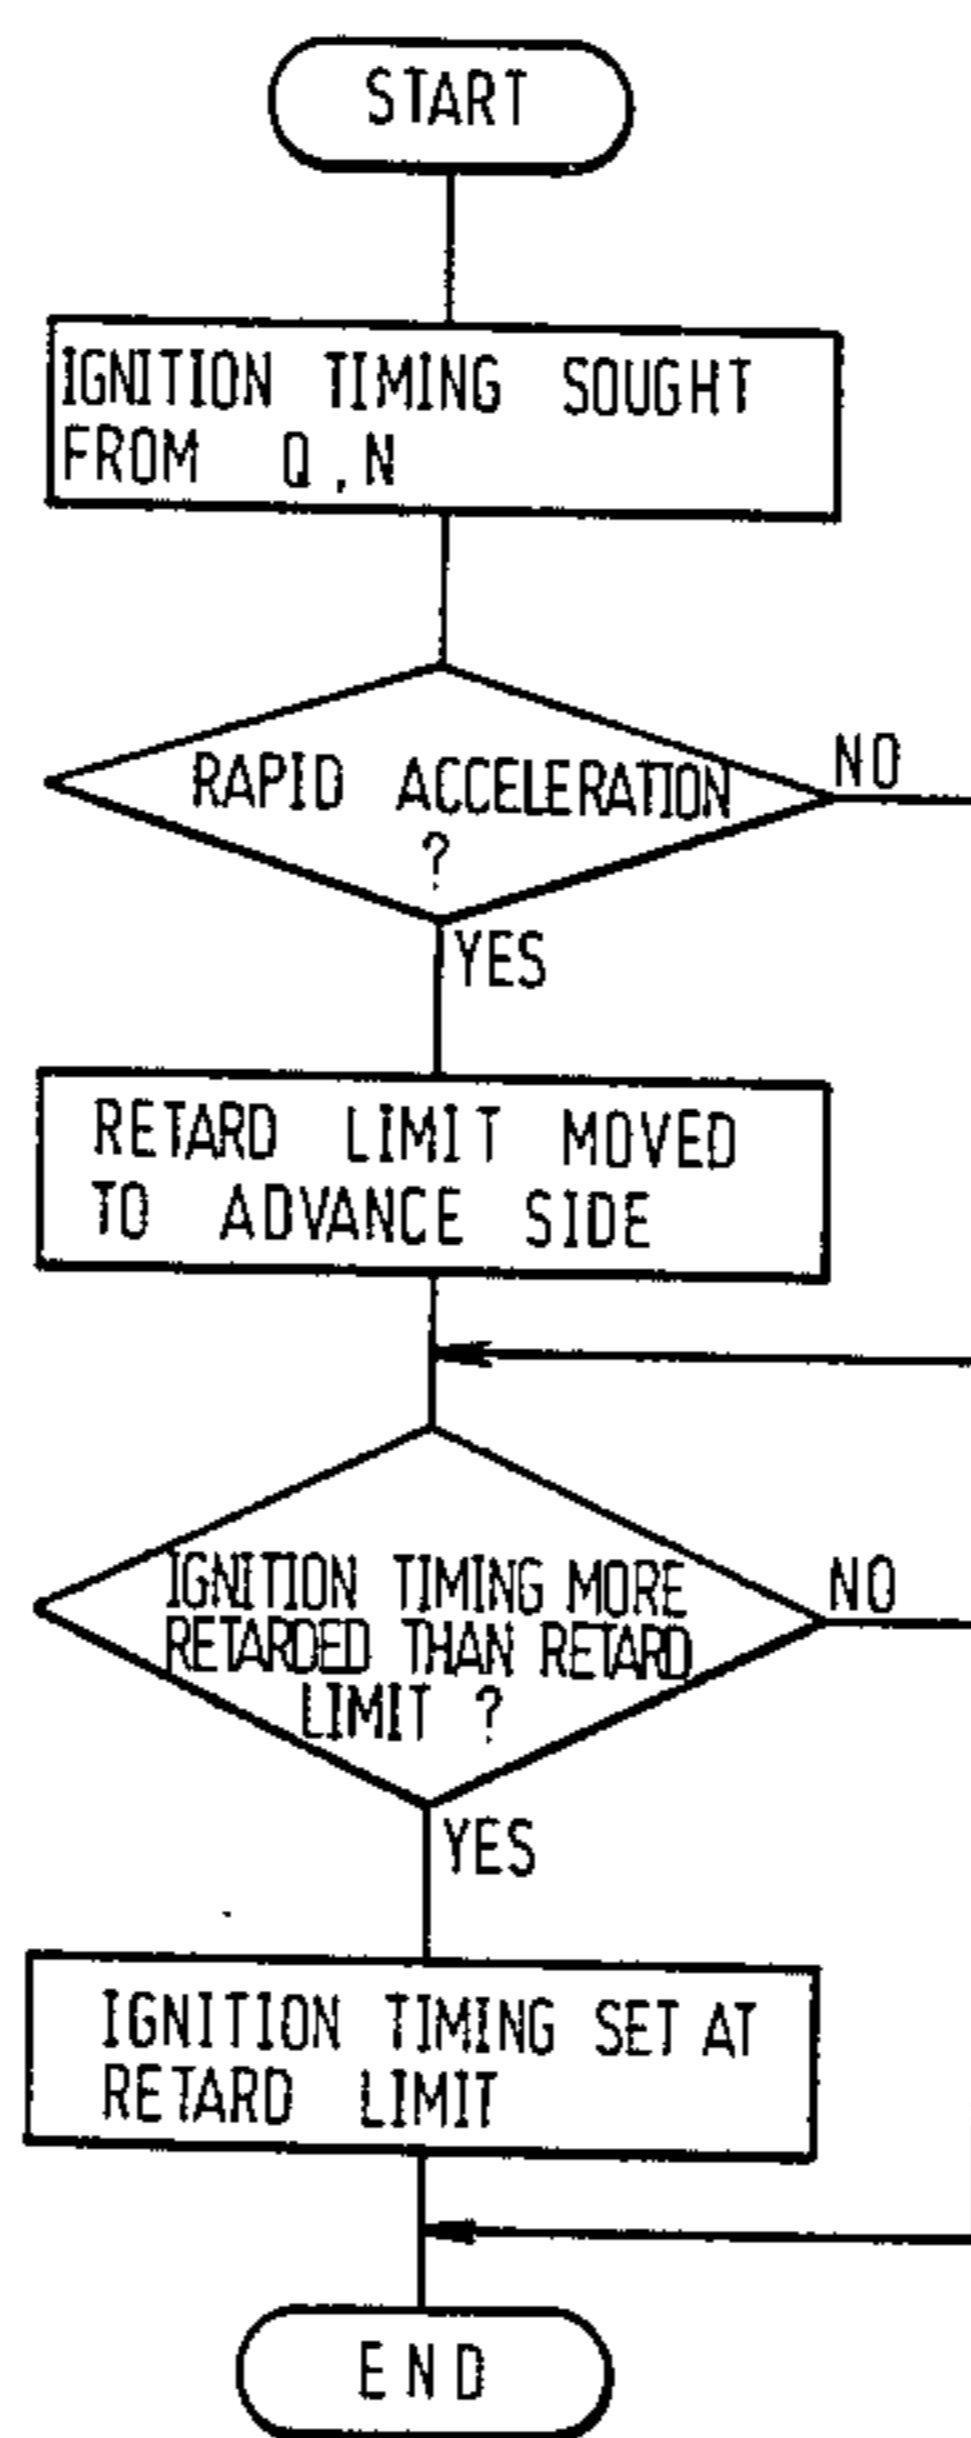 START
IGNITION TIMING SOUGHT
FROM Q, N
RAPID ACCELERATION
?
NO
YES
RETARD LIMIT MOVED
TO ADVANCE SIDE
IGNITION TIMING MORE
RETARDED THAN RETARD
LIMIT ?
NO
YES
IGNITION TIMING SET AT
RETARD LIMIT
END